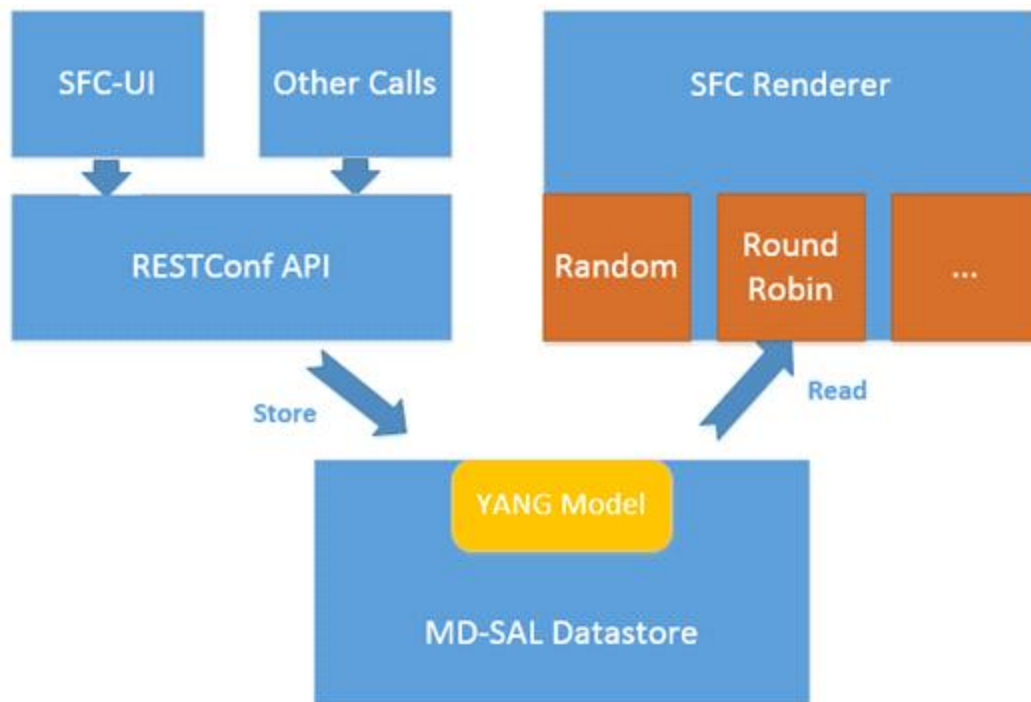 SFC-UI
Other Calls
SFC Renderer
RESTConf API
Random
Round
Robin
...
Store
Read
YANG Model
MD-SAL Datastore